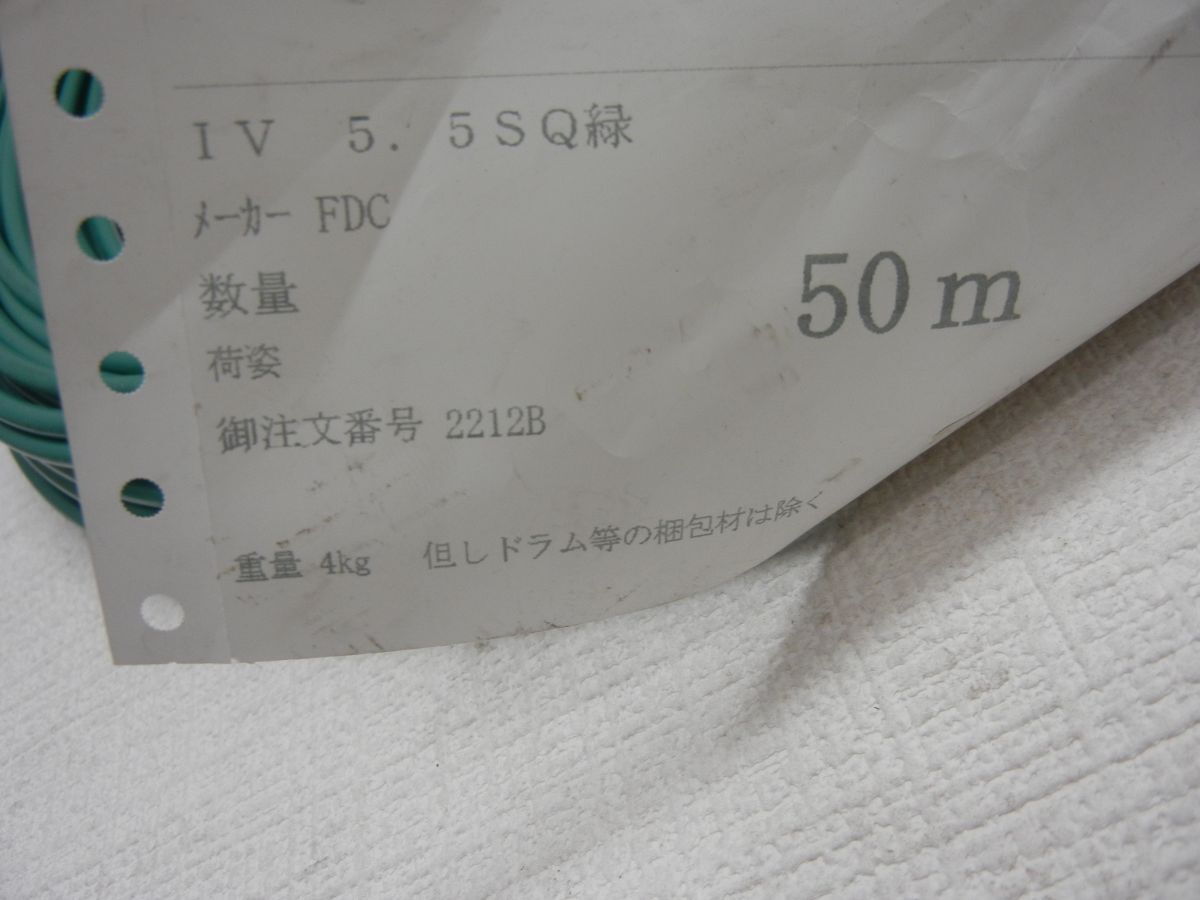 ＩＶ　５．５ＳＱ緑
ﾒｰｶｰ FDC
数量 50ｍ
荷姿
御注文番号 2212B
重量 4kg　但しドラム等の梱包材は除く